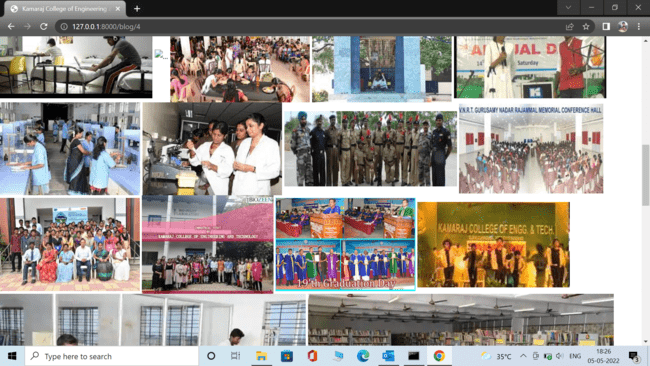 Kamaraj College of Engineering
127.0.0.1:8000/blog/4
AL D
Saturday
V.N.R.T. GURUSAMY NADAR RAJAMMAL MEMORIAL CONFERENCE HALL
BIOZEEN
KAMARAJ COLLEGE OF ENGINEERING AND TECHNOLOGY
19th Graduation Day
KAMARAJ COLLEGE OF ENGG. & TECH.
Type here to search
35°C
ENG
18:26
05-05-2022